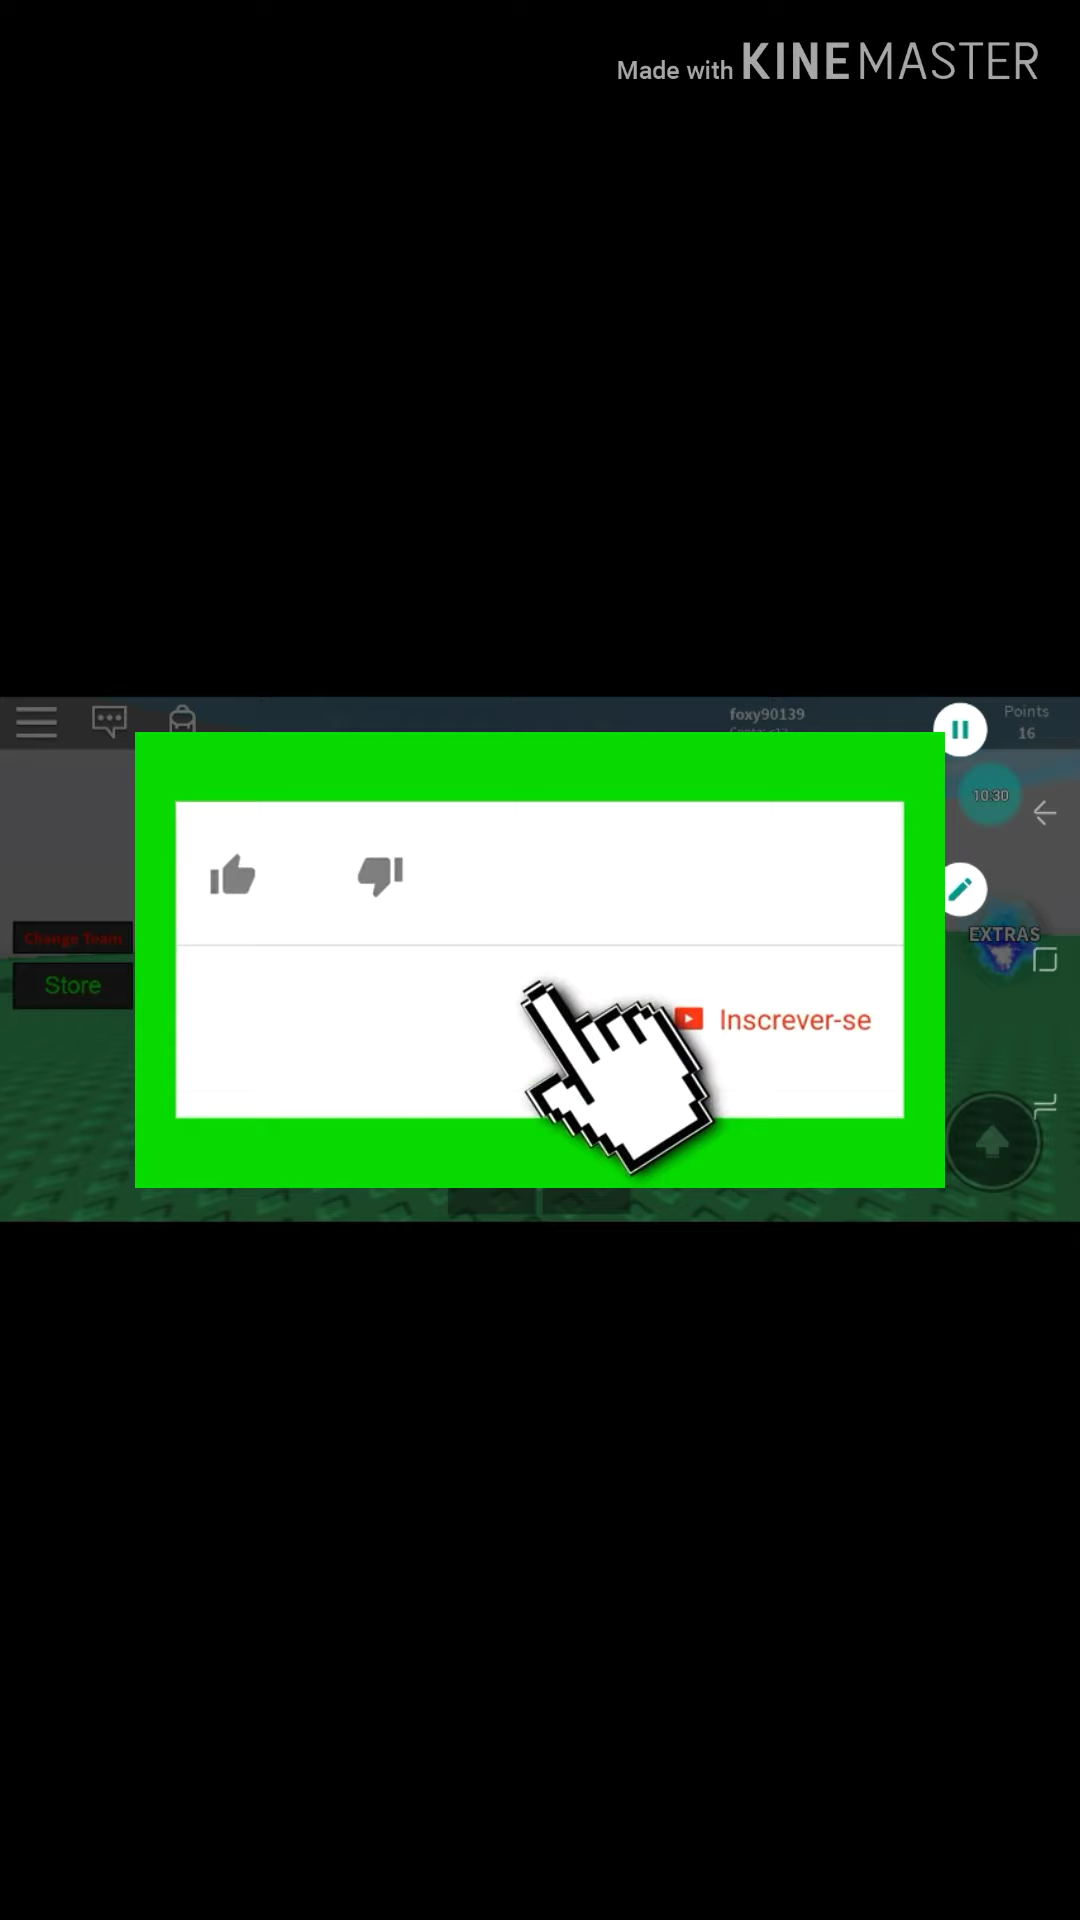 Made with KINEMASTER
foxy90139
Points
16
10:30
Change Team
EXTRAS
Store
Inscrever-se